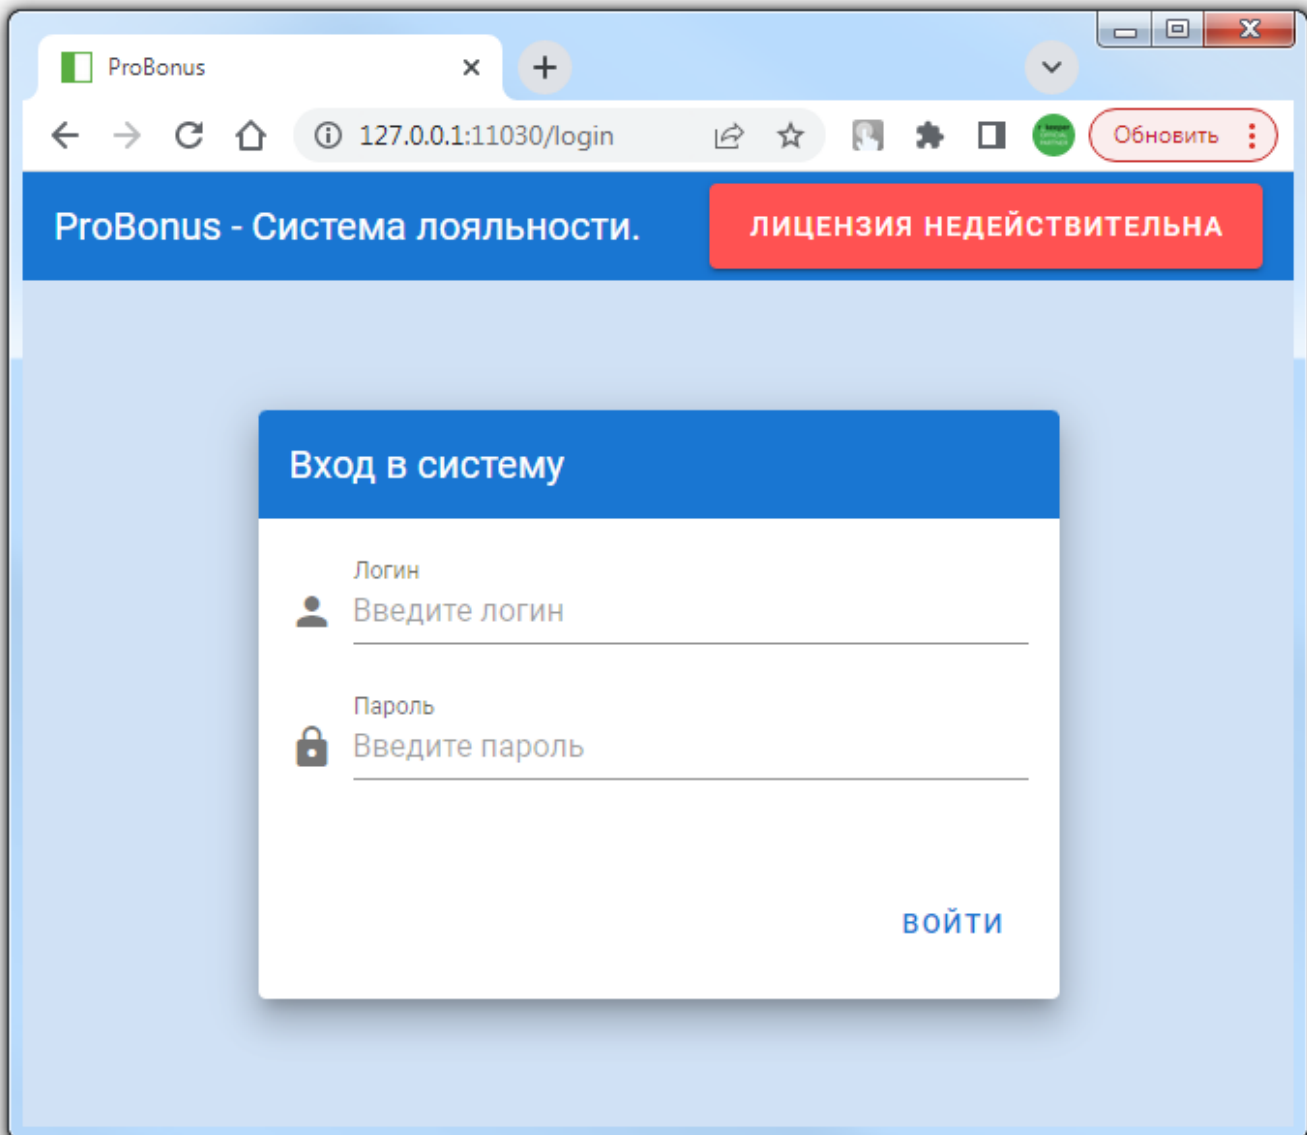 ProBonus
127.0.0.1:11030/login
Обновить
ProBonus - Система лояльности.
ЛИЦЕНЗИЯ НЕДЕЙСТВИТЕЛЬНА
Вход в систему
Логин
Введите логин
Пароль
Введите пароль
ВОЙТИ